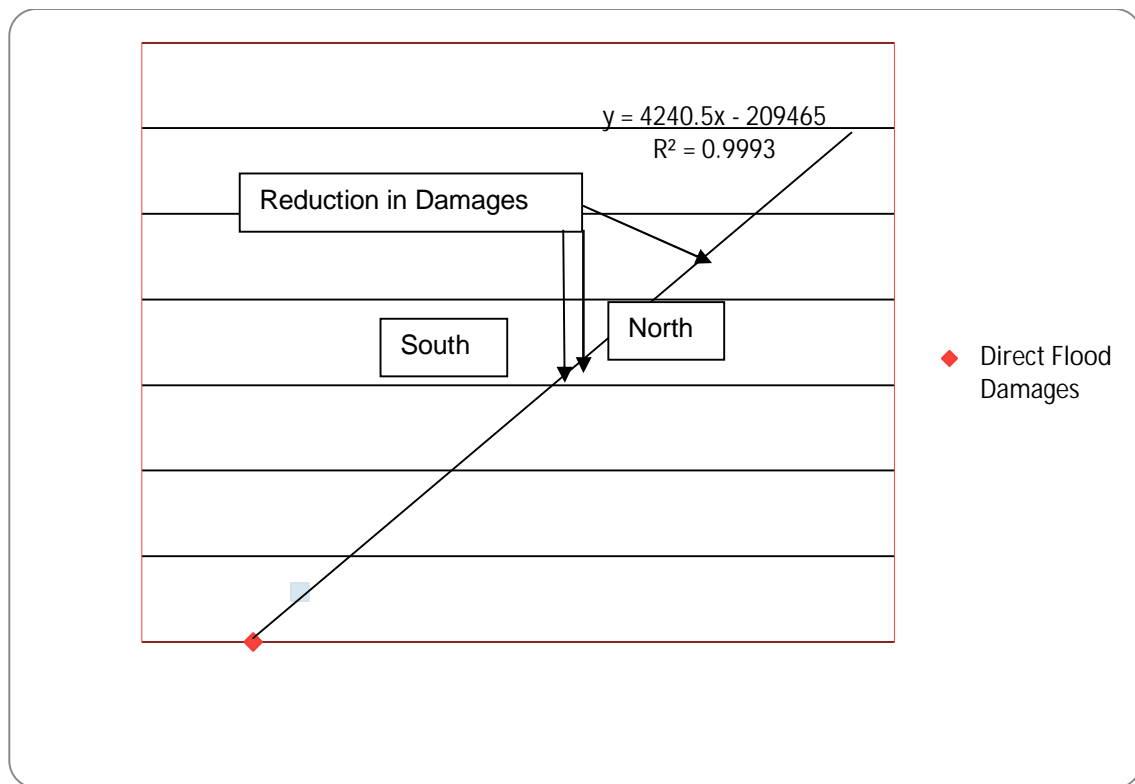 y = 4240.5x - 209465
R² = 0.9993
Reduction in Damages
South
North
Direct Flood
Damages